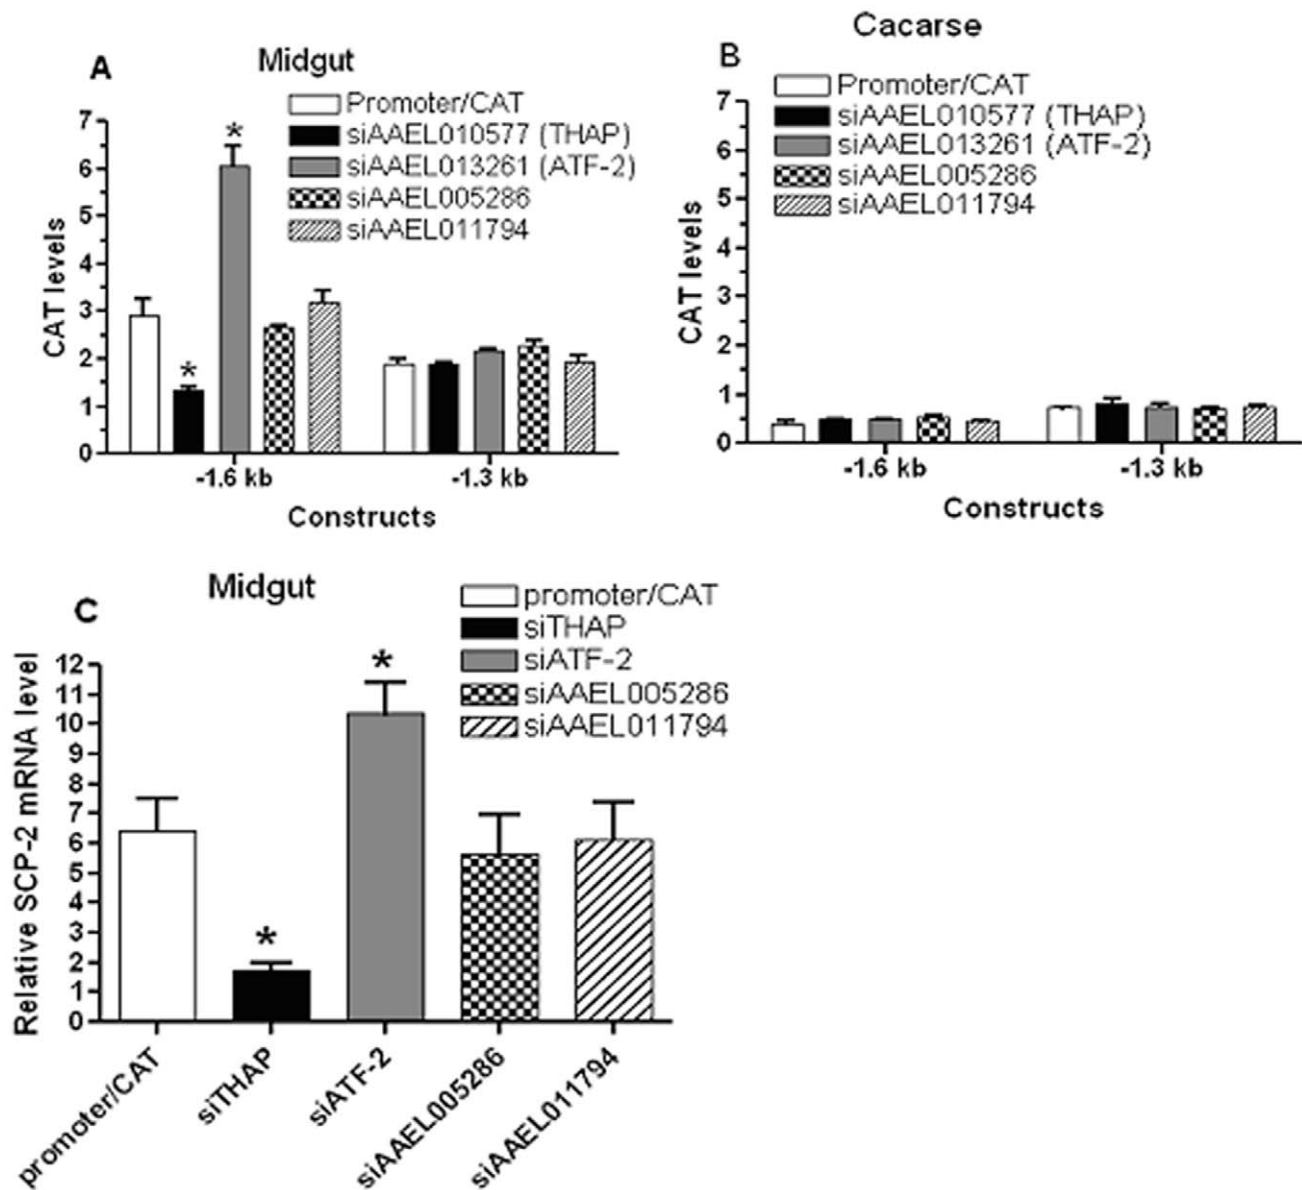 A
Midgut
Promoter/CAT
siAAEL010577 (THAP)
siAAEL013261 (ATF-2)
siAAEL005286
siAAEL011794
CAT levels
7
6
5
4
3
2
1
0
*
*
-1.6 kb
-1.3 kb
Constructs
B
Cacarse
Promoter/CAT
siAAEL010577 (THAP)
siAAEL013261 (ATF-2)
siAAEL005286
siAAEL011794
CAT levels
7
6
5
4
3
2
1
0
-1.6 kb
-1.3 kb
Constructs
C
Midgut
promoter/CAT
siTHAP
siATF-2
siAAEL005286
siAAEL011794
Relative SCP-2 mRNA level
12
11
10
9
8
7
6
5
4
3
2
1
0
*
*
promoter/CAT
siTHAP
siATF-2
siAAEL005286
siAAEL011794